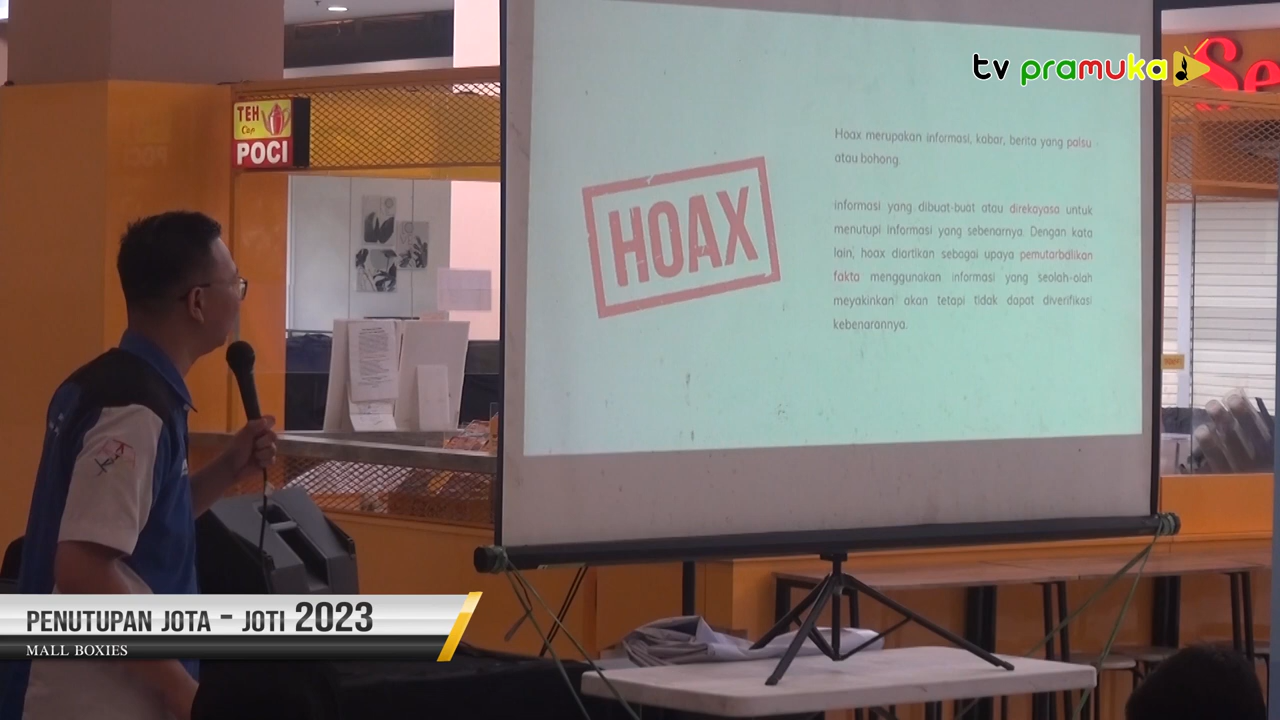 tv pramuka
Se
TEH
Cap
POCI
HOAX
Hoax merupakan informasi, kabar, berita yang palsu
atau bohong.
informasi yang dibuat-buat atau direkayasa untuk
menutupi informasi yang sebenarnya. Dengan kata
lain, hoax diartikan sebagai upaya pemutarbalikan
fakta menggunakan informasi yang seolah-olah
meyakinkan akan tetapi tidak dapat diverifikasi
kebenarannya.
PENUTUPAN JOTA - JOTI 2023
MALL BOXIES